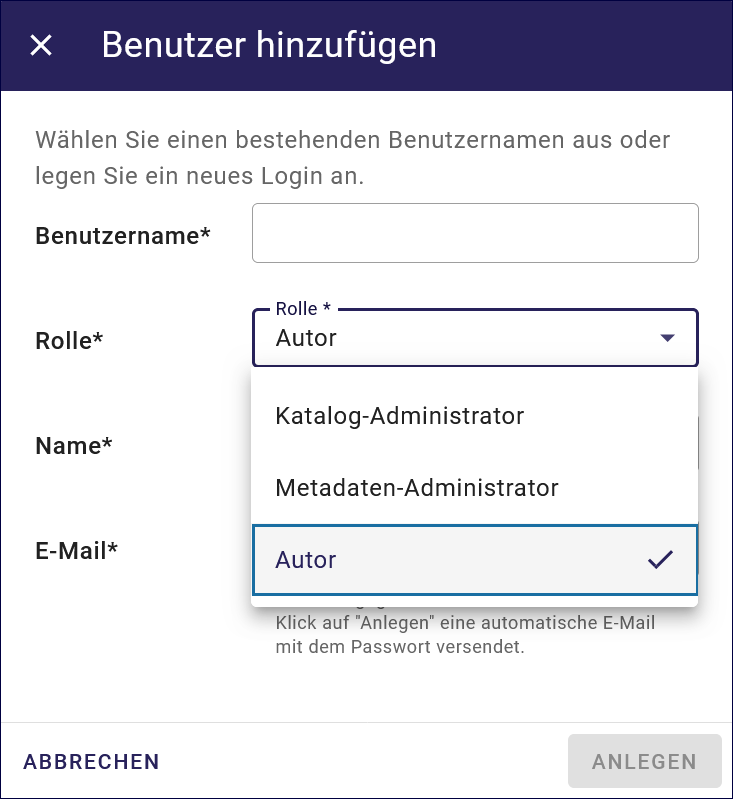 Benutzer hinzufügen
Wählen Sie einen bestehenden Benutzernamen aus oder
legen Sie ein neues Login an.
Benutzername*
Rolle *
Rolle*
Autor
Katalog-Administrator
Name*
Metadaten-Administrator
E-Mail*
Autor
Klick auf "Anlegen" eine automatische E-Mail
mit dem Passwort versendet.
ABBRECHEN
ANLEGEN